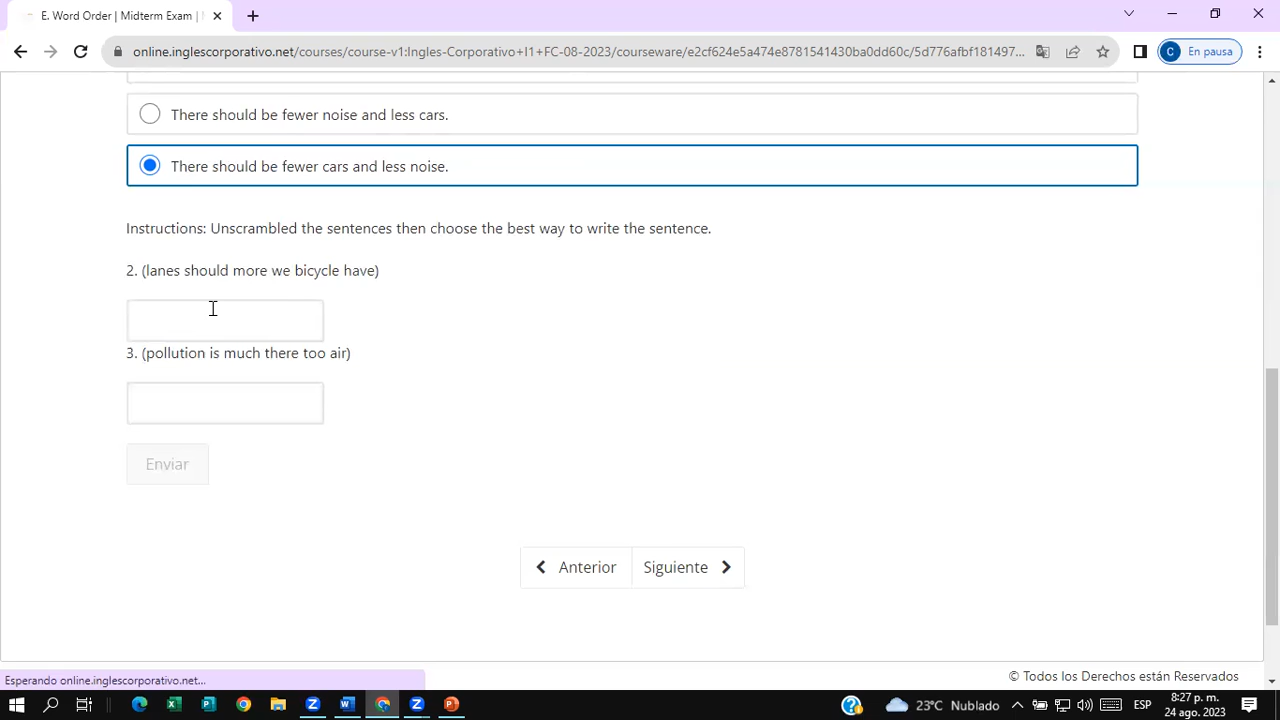 E. Word Order | Midterm Exam |
online.inglescorporativo.net/courses/course-v1:Ingles-Corporativo+I1+FC-08-2023/courseware/e2cf624e5a474e8781541430ba0dd60c/5d776afbf181497...
C En pausa
There should be fewer noise and less cars.
There should be fewer cars and less noise.
Instructions: Unscrambled the sentences then choose the best way to write the sentence.
2. (lanes should more we bicycle have)
3. (pollution is much there too air)
Enviar
Anterior Siguiente
© Todos los Derechos están Reservados
Esperando online.inglescorporativo.net...
23°C Nublado ESP 8:27 p. m.
24 ago. 2023